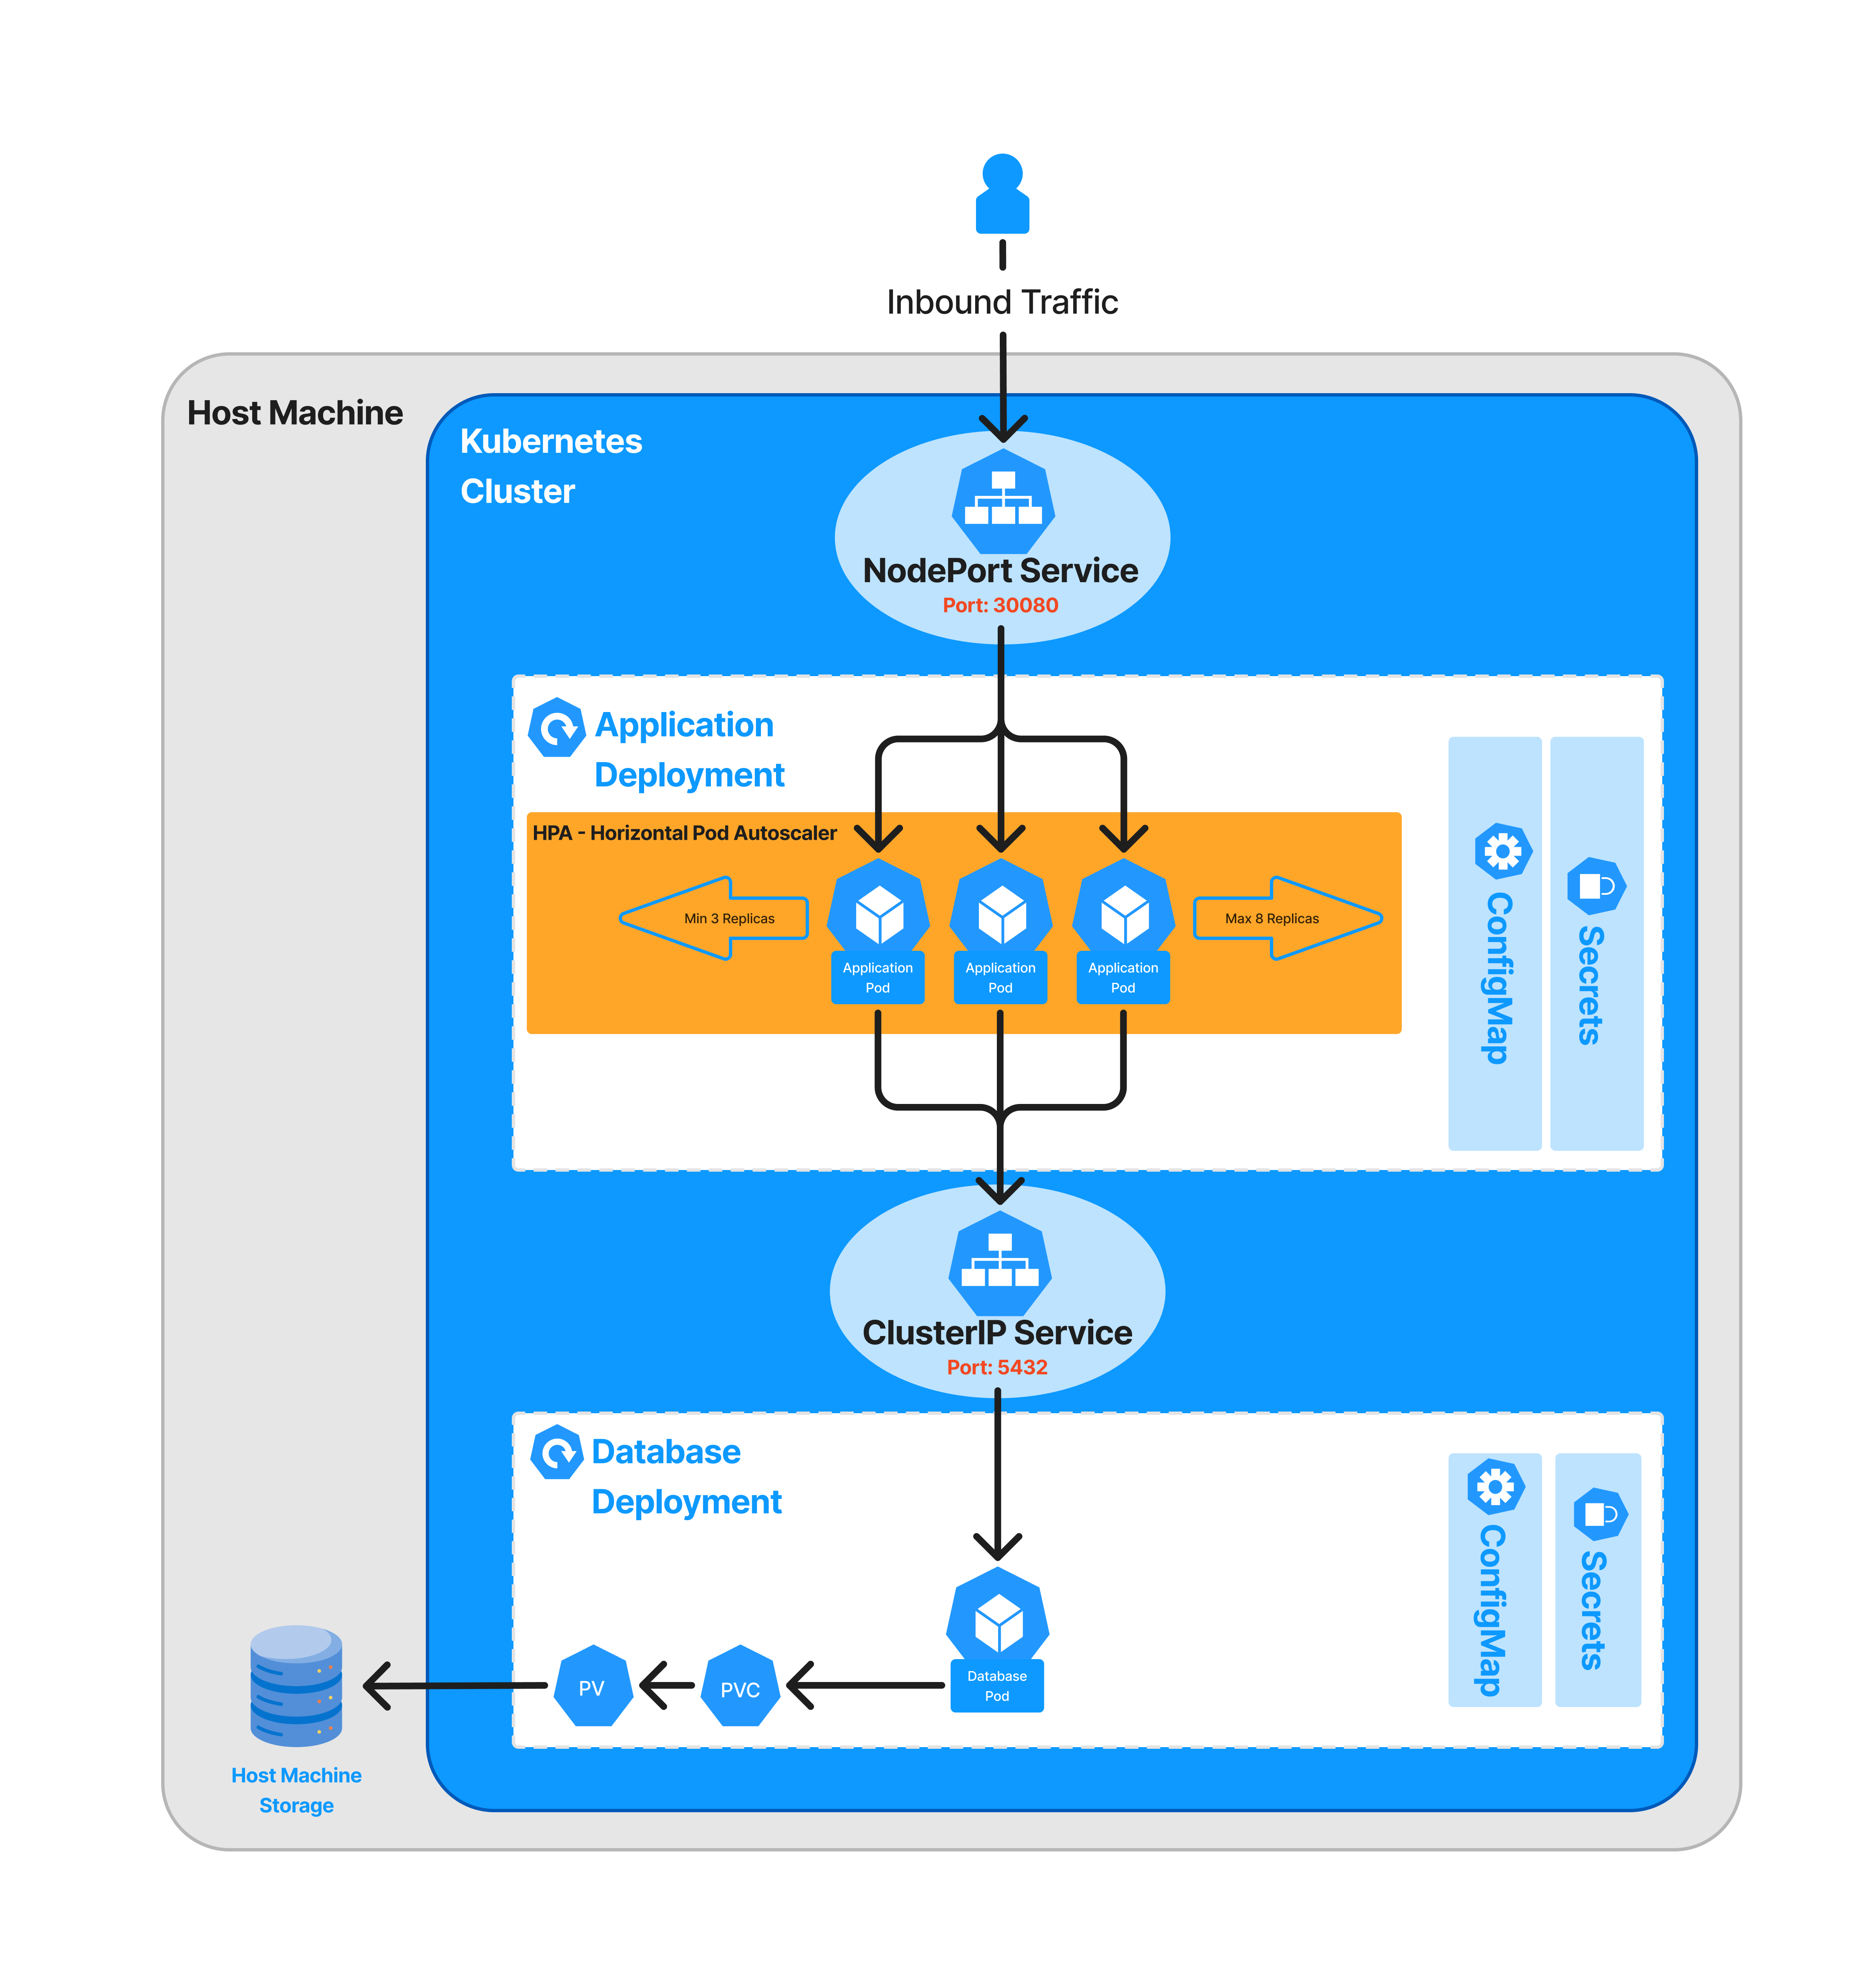 Inbound Traffic
Host Machine
Kubernetes
Cluster
NodePort Service
Port: 30080
Application
Deployment
HPA - Horizontal Pod Autoscaler
Min 3 Replicas
Max 8 Replicas
Application
Pod
Application
Pod
Application
Pod
ConfigMap
Secrets
ClusterIP Service
Port: 5432
Database
Deployment
PV
PVC
Database
Pod
ConfigMap
Secrets
Host Machine
Storage